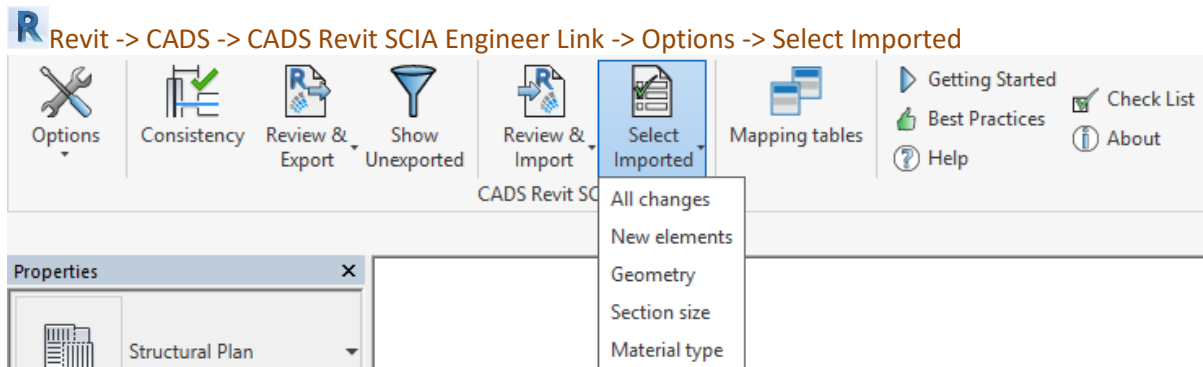 Revit -> CADS -> CADS Revit SCIA Engineer Link -> Options -> Select Imported
Options
Consistency
Review & Export
Show Unexported
Review & Import
Select Imported
Mapping tables
Getting Started
Best Practices
Help
Check List
About
CADS Revit SC
All changes
New elements
Geometry
Section size
Material type
Properties
Structural Plan